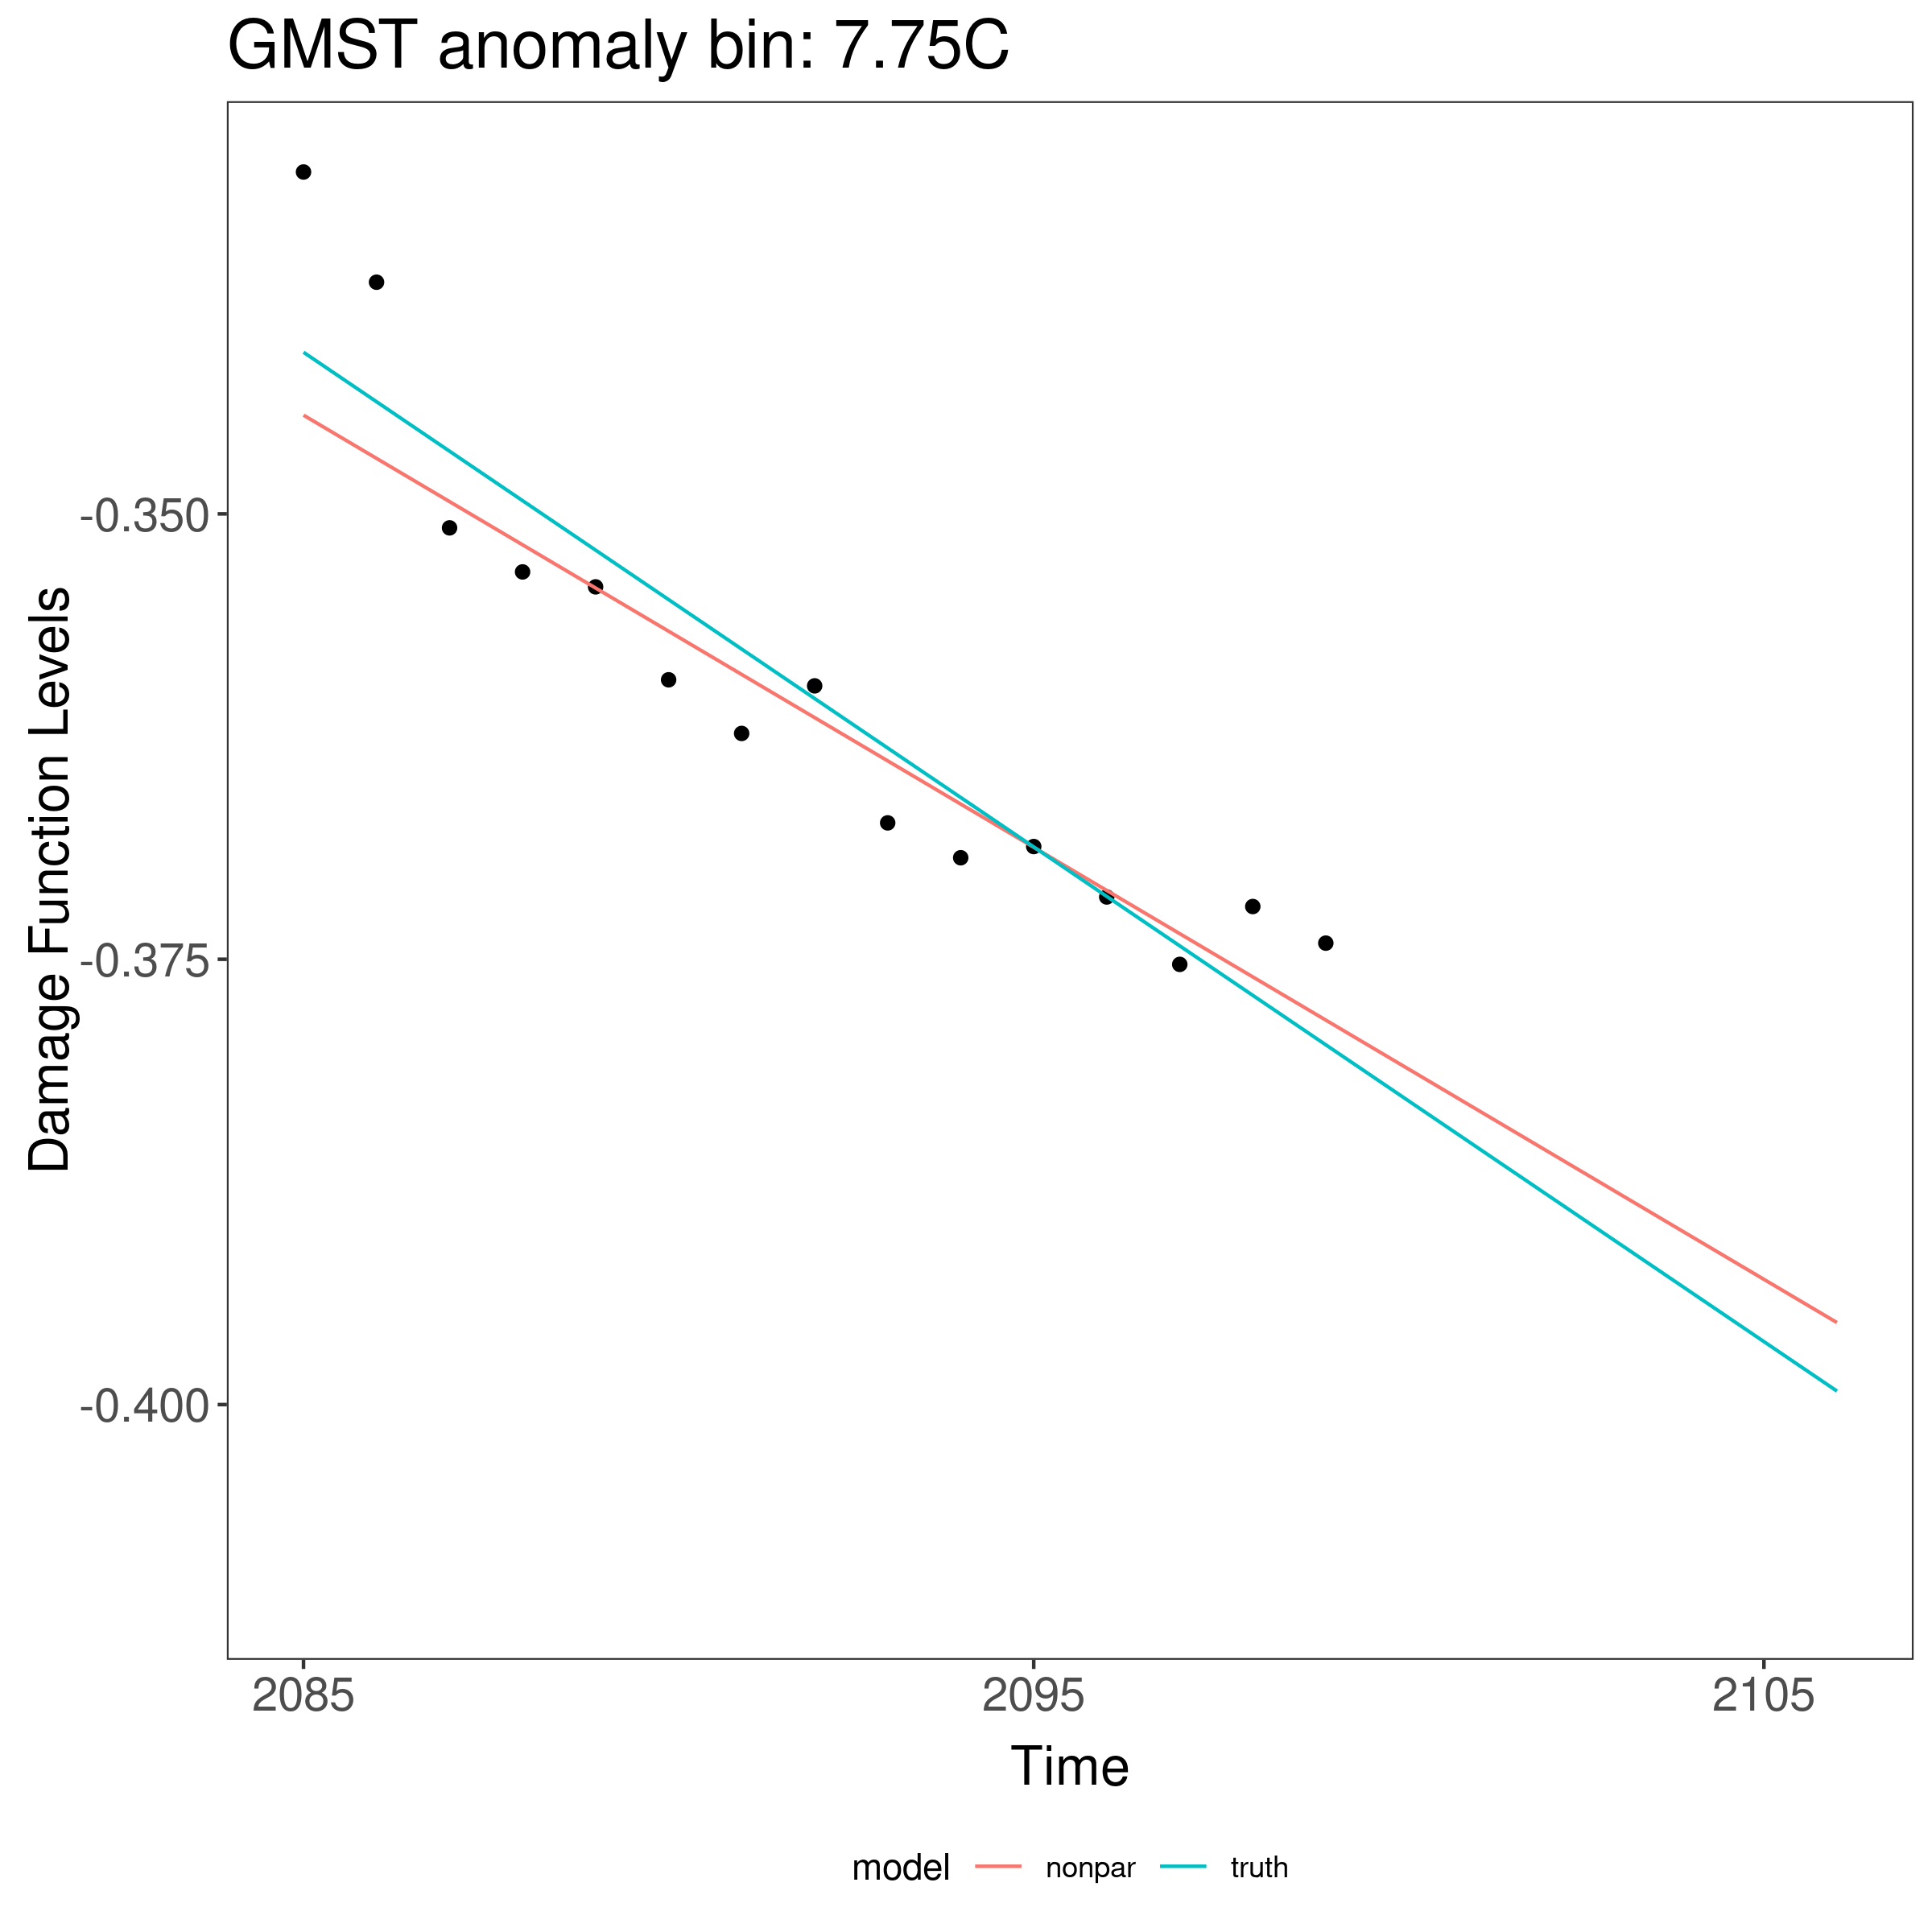 GMST anomaly bin: 7.75C
Damage Function Levels
-0.350
-0.375
-0.400
2085 2095 2105
Time
model nonpar truth